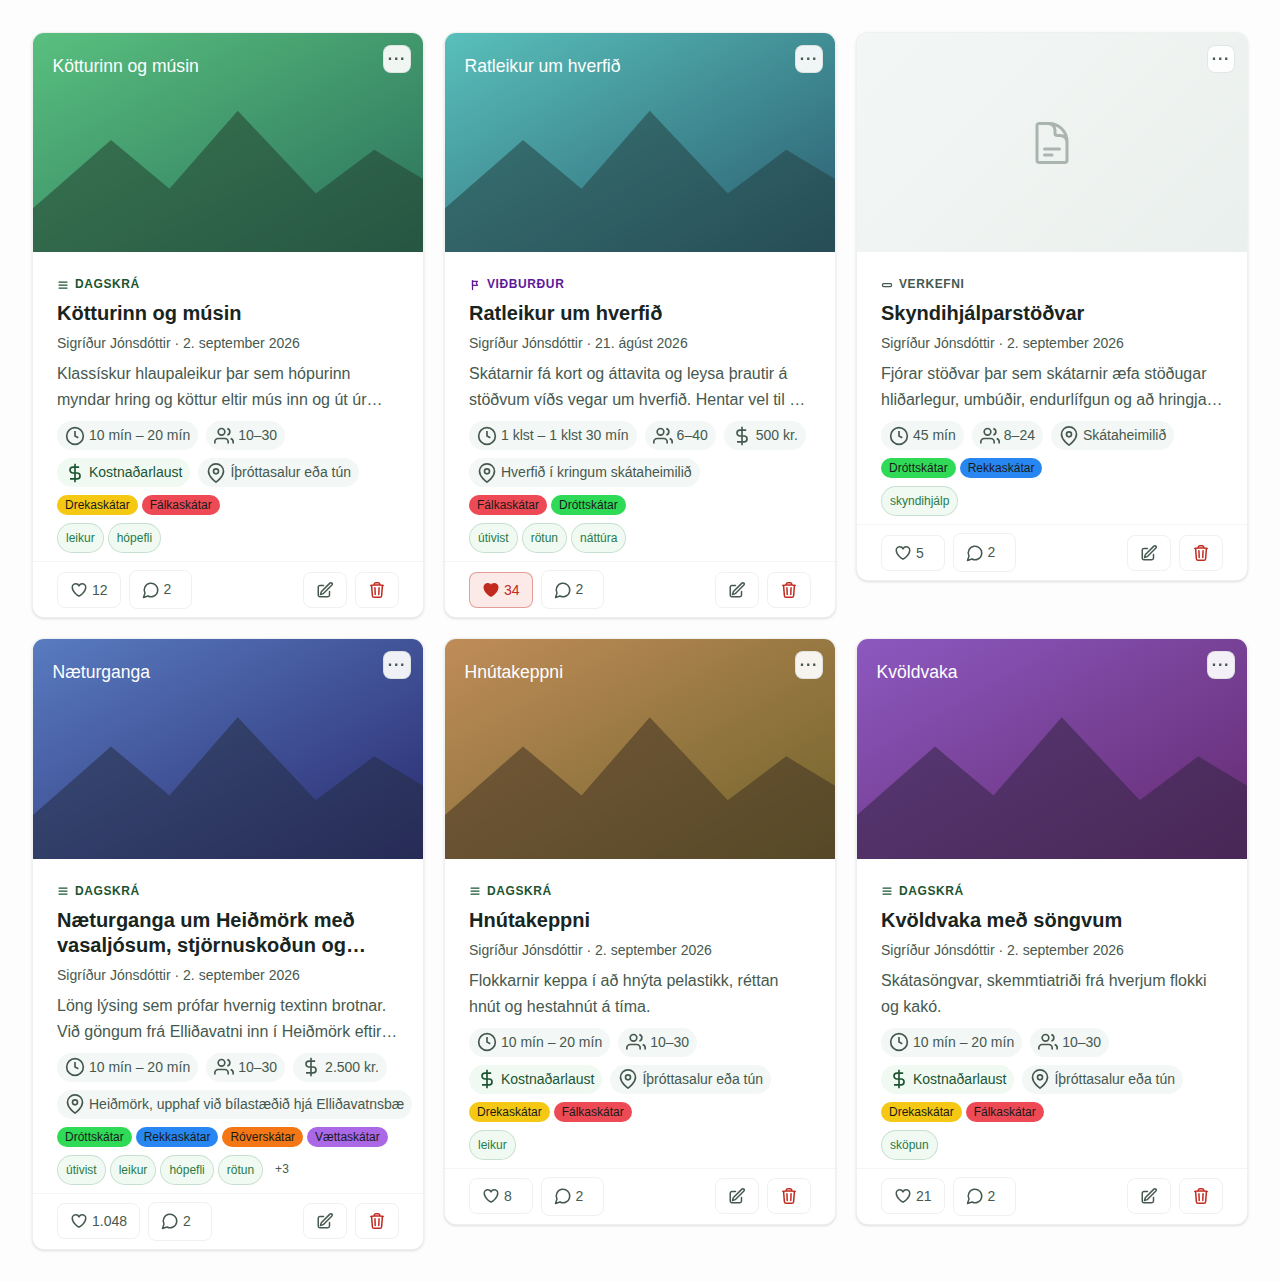 Kötturinn og músin
DAGSKRÁ
Kötturinn og músin
Sigríður Jónsdóttir · 2. september 2026
Klassískur hlaupaleikur þar sem hópurinn
myndar hring og köttur eltir mús inn og út úr…
10 mín – 20 mín
10–30
Kostnaðarlaust
Íþróttasalur eða tún
Drekaskátar
Fálkaskátar
leikur
hópefli
12
2
Ratleikur um hverfið
VIÐBURÐUR
Ratleikur um hverfið
Sigríður Jónsdóttir · 21. ágúst 2026
Skátarnir fá kort og áttavita og leysa þrautir á
stöðvum víðs vegar um hverfið. Hentar vel til …
1 klst – 1 klst 30 mín
6–40
500 kr.
Hverfið í kringum skátaheimilið
Fálkaskátar
Dróttskátar
útivist
rötun
náttúra
34
2
VERKEFNI
Skyndihjálparstöðvar
Sigríður Jónsdóttir · 2. september 2026
Fjórar stöðvar þar sem skátarnir æfa stöðugar
hliðarlegur, umbúðir, endurlífgun og að hringja…
45 mín
8–24
Skátaheimilið
Dróttskátar
Rekkaskátar
skyndihjálp
5
2
Næturganga
DAGSKRÁ
Næturganga um Heiðmörk með
vasaljósum, stjörnuskoðun og…
Sigríður Jónsdóttir · 2. september 2026
Löng lýsing sem prófar hvernig textinn brotnar.
Við göngum frá Elliðavatni inn í Heiðmörk eftir…
10 mín – 20 mín
10–30
2.500 kr.
Heiðmörk, upphaf við bílastæðið hjá Elliðavatnsbæ
Dróttskátar
Rekkaskátar
Róverskátar
Vættaskátar
útivist
leikur
hópefli
rötun
+3
1.048
2
Hnútakeppni
DAGSKRÁ
Hnútakeppni
Sigríður Jónsdóttir · 2. september 2026
Flokkarnir keppa í að hnýta pelastikk, réttan
hnút og hestahnút á tíma.
10 mín – 20 mín
10–30
Kostnaðarlaust
Íþróttasalur eða tún
Drekaskátar
Fálkaskátar
leikur
8
2
Kvöldvaka
DAGSKRÁ
Kvöldvaka með söngvum
Sigríður Jónsdóttir · 2. september 2026
Skátasöngvar, skemmtiatriði frá hverjum flokki
og kakó.
10 mín – 20 mín
10–30
Kostnaðarlaust
Íþróttasalur eða tún
Drekaskátar
Fálkaskátar
sköpun
21
2